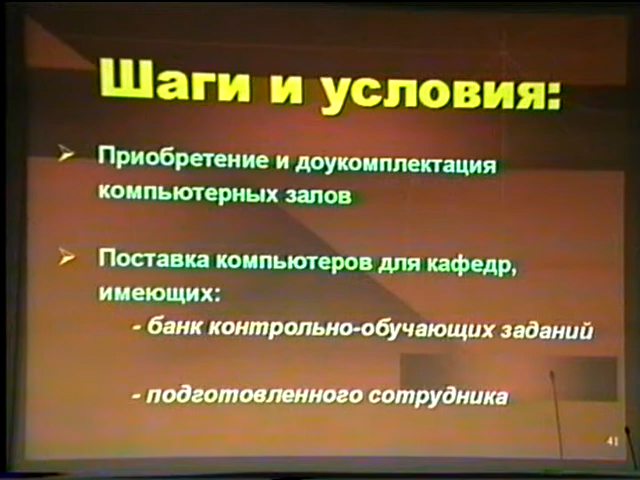 Шаги и условия:
Приобретение и доукомплектация
компьютерных залов
Поставка компьютеров для кафедр,
имеющих:
- банк контрольно-обучающих заданий
- подготовленного сотрудника
41